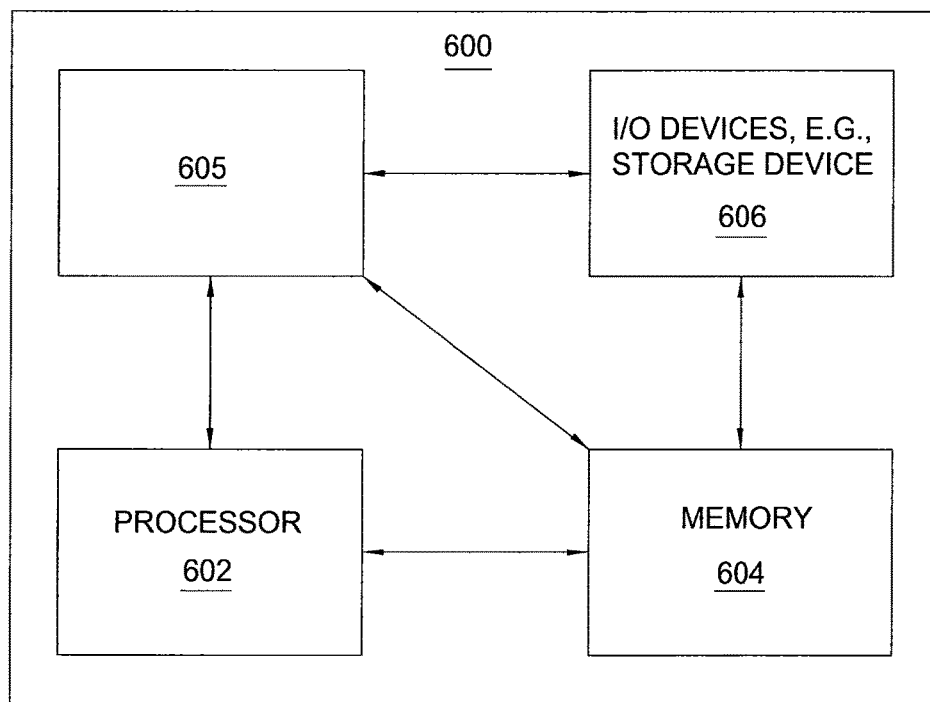 600
605
I/O DEVICES, E.G.,
STORAGE DEVICE
606
PROCESSOR
602
MEMORY
604